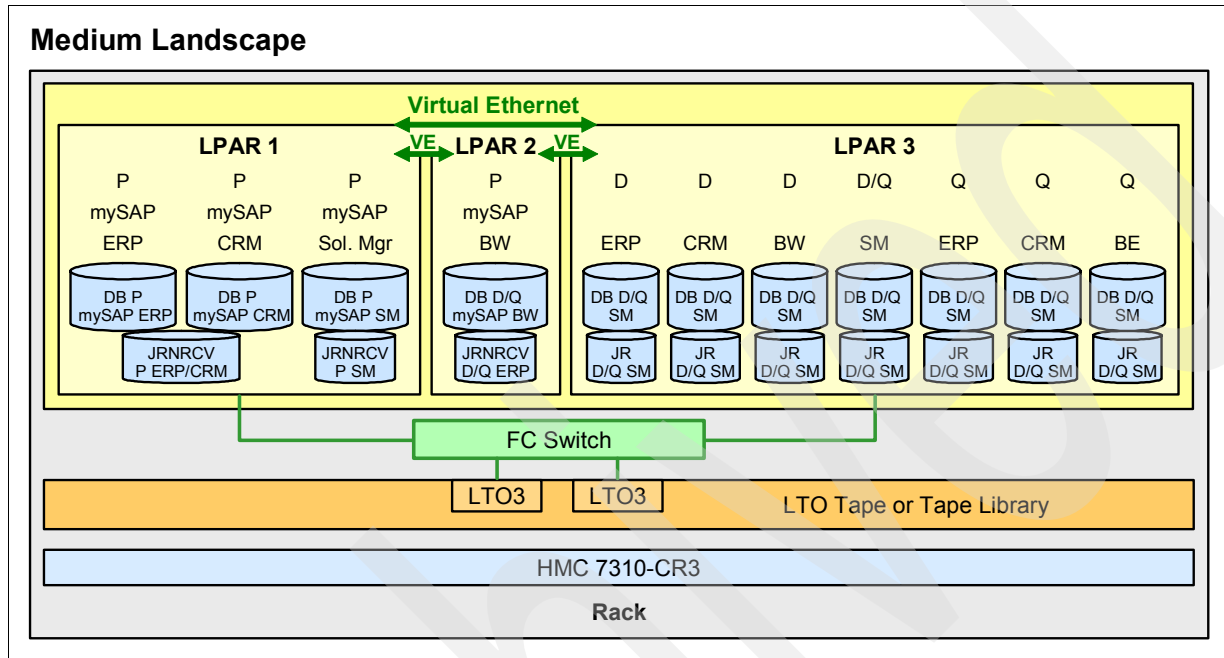 Medium Landscape
Virtual Ethernet
LPAR 1
VE
LPAR 2
VE
LPAR 3
P
P
P
P
D
D
D
D/Q
Q
Q
Q
mySAP
mySAP
mySAP
mySAP
ERP
CRM
Sol. Mgr
BW
ERP
CRM
BW
SM
ERP
CRM
BE
DB P
mySAP ERP
DB P
mySAP CRM
DB P
mySAP SM
DB D/Q
mySAP BW
DB D/Q
SM
DB D/Q
SM
DB D/Q
SM
DB D/Q
SM
DB D/Q
SM
DB D/Q
SM
DB D/Q
SM
JRNRCV
P ERP/CRM
JRNRCV
P SM
JRNRCV
D/Q ERP
JR
D/Q SM
JR
D/Q SM
JR
D/Q SM
JR
D/Q SM
JR
D/Q SM
JR
D/Q SM
JR
D/Q SM
FC Switch
LTO3
LTO3
LTO Tape or Tape Library
HMC 7310-CR3
Rack